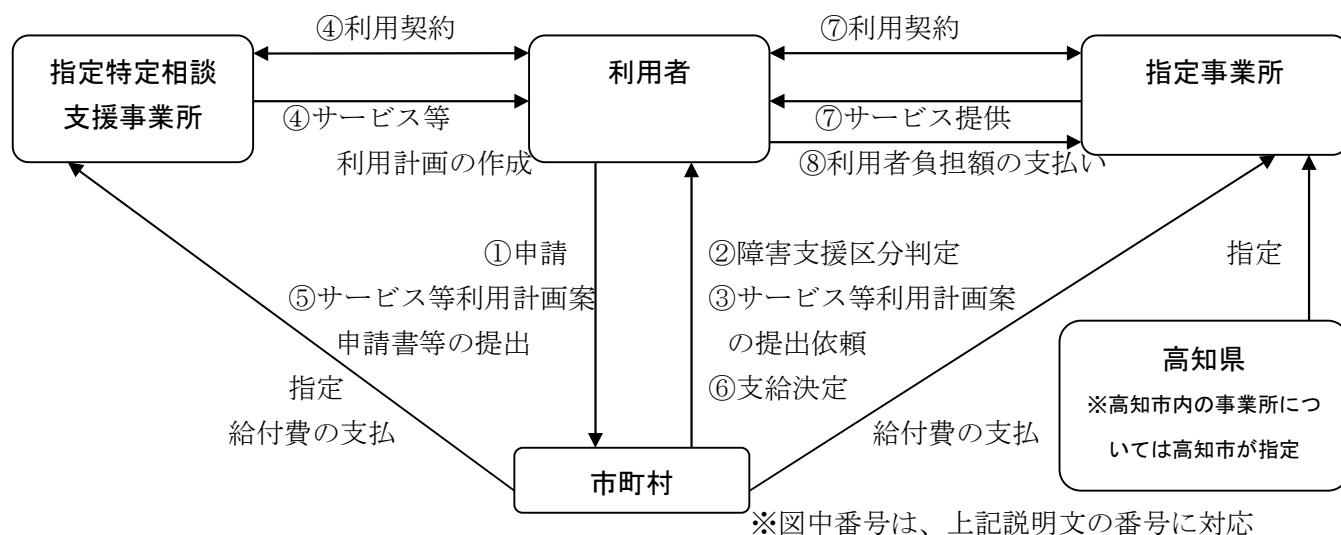 ④利用契約
⑦利用契約
指定特定相談
支援事業所
利用者
指定事業所
④サービス等
利用計画の作成
⑦サービス提供
⑧利用者負担額の支払い
①申請
⑤サービス等利用計画案
申請書等の提出
②障害支援区分判定
③サービス等利用計画案
の提出依頼
⑥支給決定
指定
指定
給付費の支払
給付費の支払
高知県
※高知市内の事業所につ
いては高知市が指定
市町村
※図中番号は、上記説明文の番号に対応